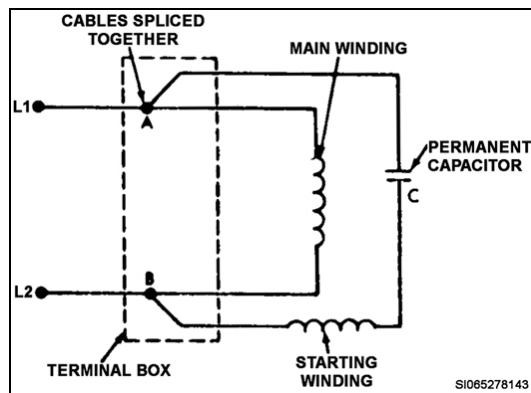 CABLES SPLICED
TOGETHER
MAIN WINDING
L1
A
PERMANENT
CAPACITOR
C
B
L2
TERMINAL BOX
STARTING
WINDING
SI065278143